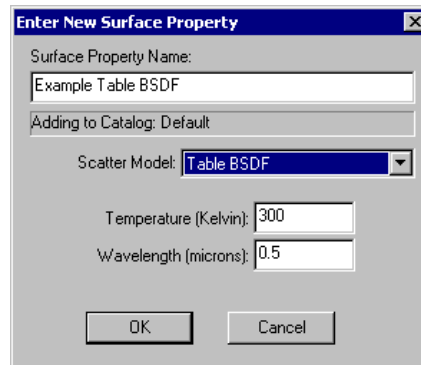 Enter New Surface Property
Surface Property Name:
Example Table BSDF
Adding to Catalog: Default
Scatter Model: Table BSDF
Temperature (Kelvin): 300
Wavelength (microns): 0.5
OK Cancel